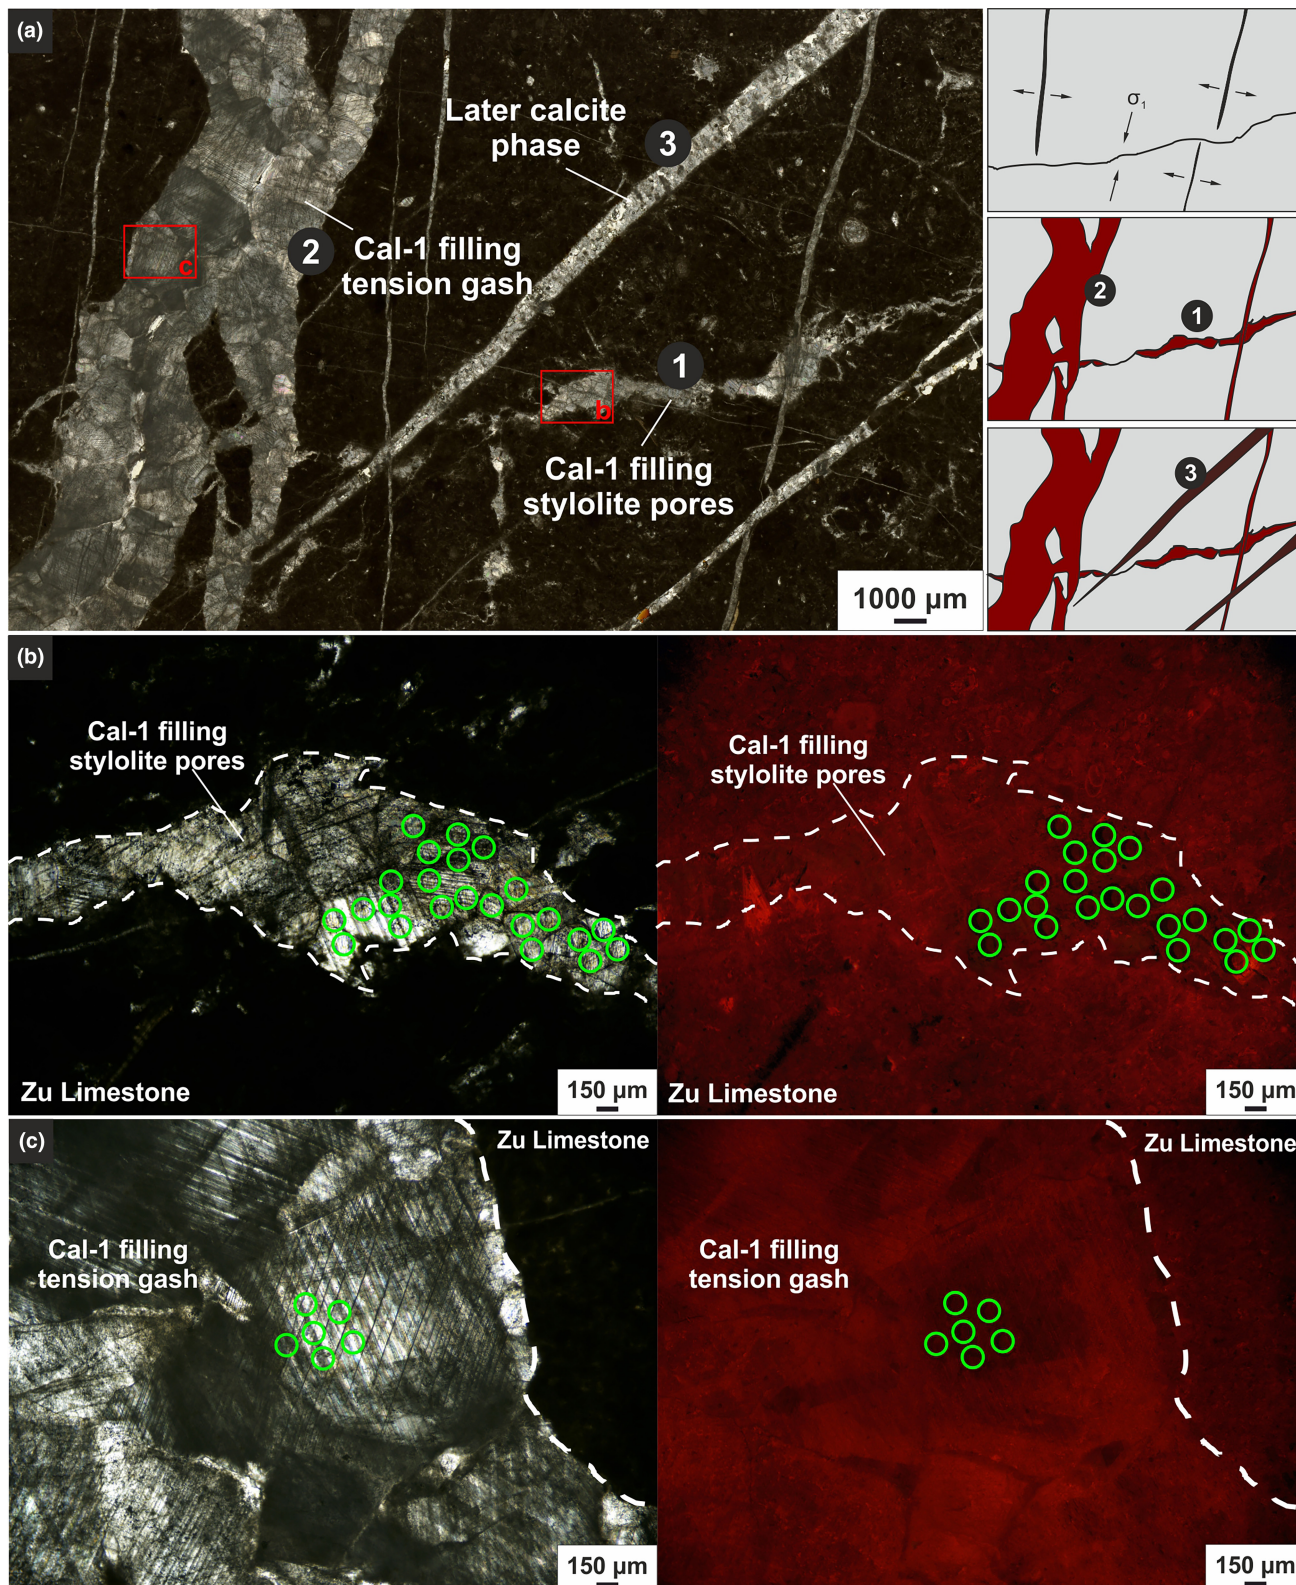 (a)
Later calcite
phase
3
2
Cal-1 filling
tension gash
c
1
b
Cal-1 filling
stylolite pores
1000 µm
σ1
2
1
3
(b)
Cal-1 filling
stylolite pores
Zu Limestone
150 µm
Cal-1 filling
stylolite pores
Zu Limestone
150 µm
(c)
Zu Limestone
Cal-1 filling
tension gash
150 µm
Zu Limestone
Cal-1 filling
tension gash
150 µm